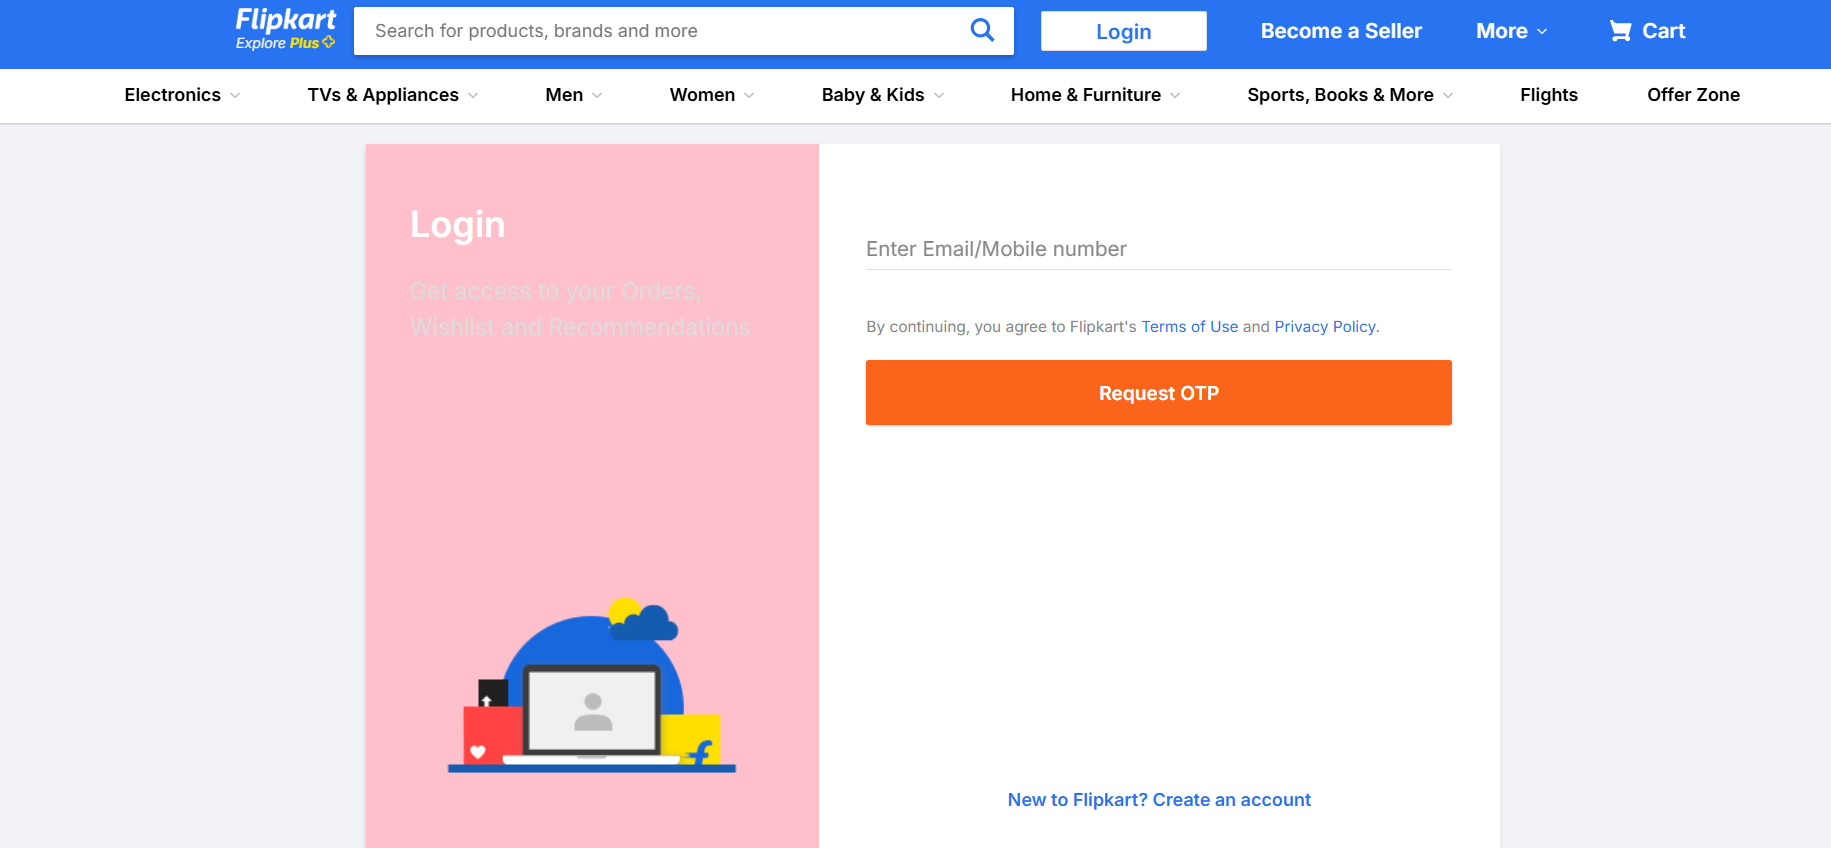 Flipkart
Explore Plus
Search for products, brands and more
Login
Become a Seller
More
Cart
Electronics
TVs & Appliances
Men
Women
Baby & Kids
Home & Furniture
Sports, Books & More
Flights
Offer Zone
Login
Get access to your Orders,
Wishlist and Recommendations
Enter Email/Mobile number
By continuing, you agree to Flipkart's Terms of Use and Privacy Policy.
Request OTP
f
New to Flipkart? Create an account